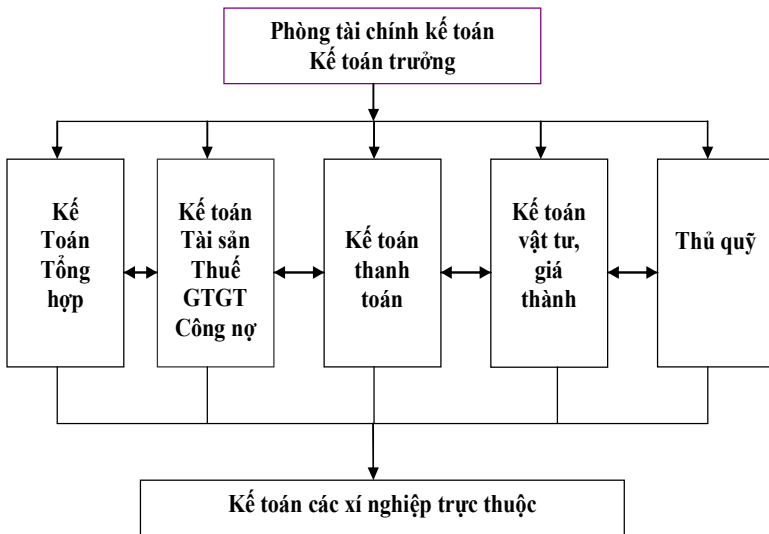 Phòng tài chính kế toán
Kế toán trưởng
Kế
Toán
Tổng
hợp
Kế toán
Tài sản
Thuế
GTGT
Công nợ
Kế toán
thanh
toán
Kế toán
vật tư,
giá
thành
Thủ quỹ
Kế toán các xí nghiệp trực thuộc